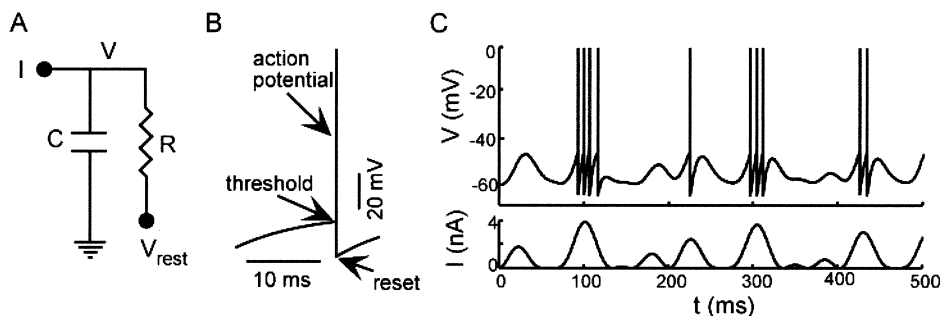 A
I
V
C
R
V_rest
B
action
potential
threshold
20 mV
10 ms
reset
C
V (mV)
0
-20
-40
-60
I (nA)
4
0
0
100
200
300
400
500
t (ms)